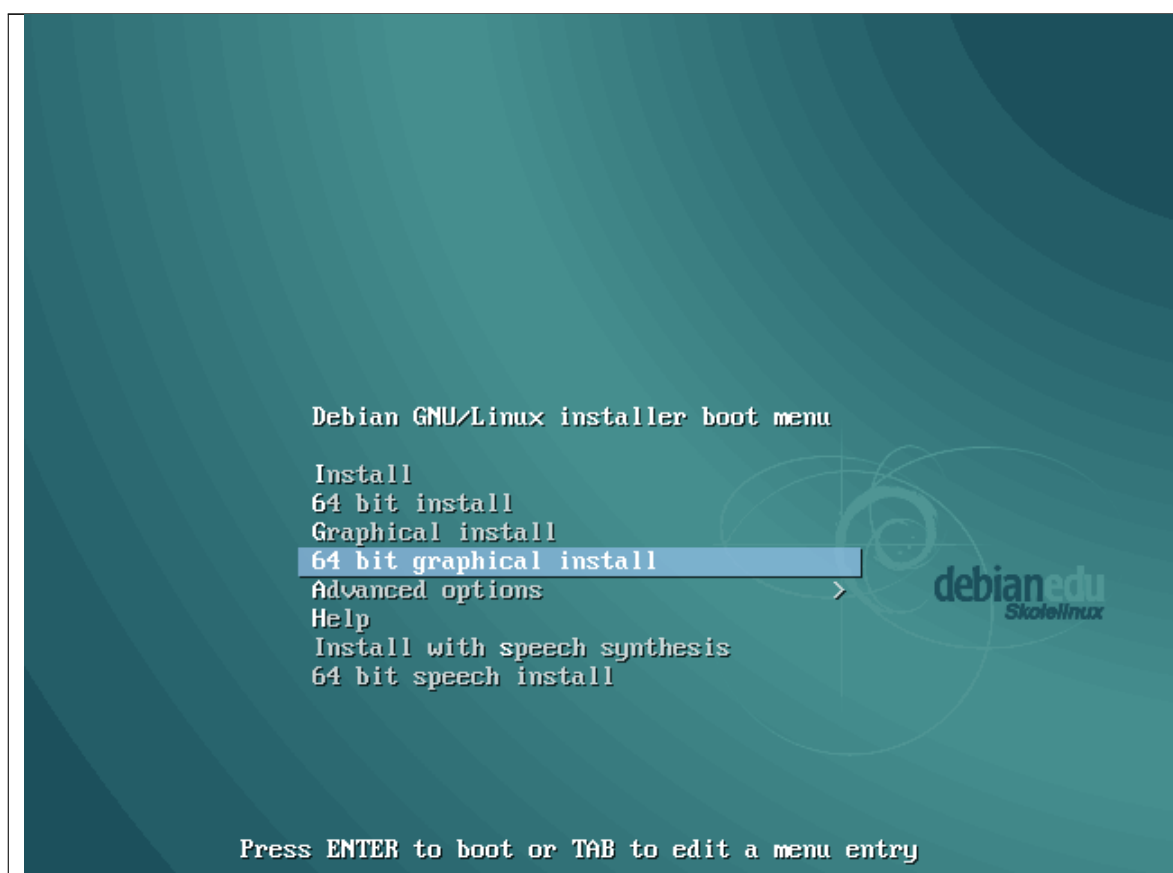 Debian GNU/Linux installer boot menu
Install
64 bit install
Graphical install
64 bit graphical install
Advanced options >
Help
Install with speech synthesis
64 bit speech install
debianedu
Skolelinux
Press ENTER to boot or TAB to edit a menu entry